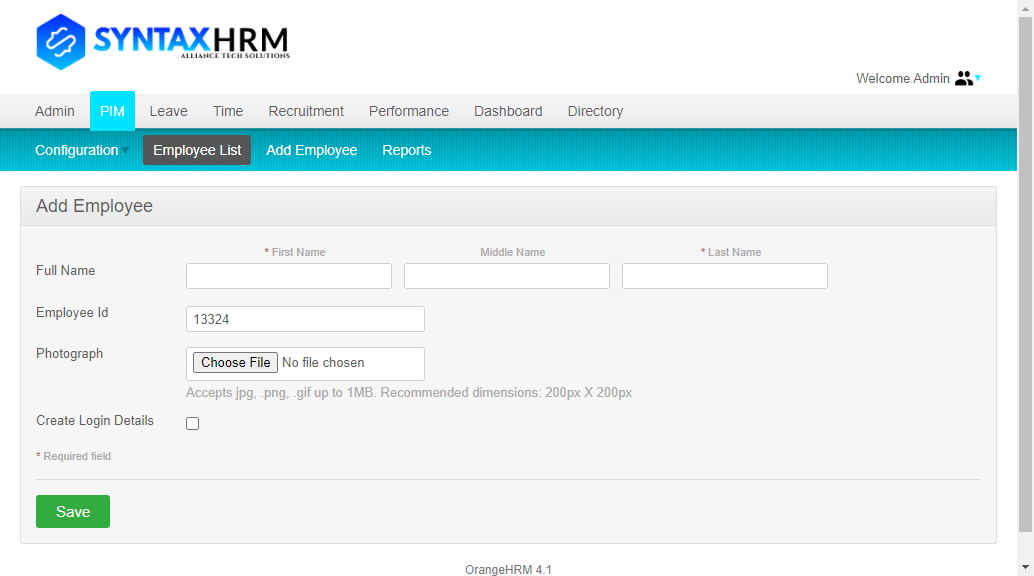 SYNTAXHRM
ALLIANCE TECH SOLUTIONS
Welcome Admin
Admin PIM Leave Time Recruitment Performance Dashboard Directory
Configuration Employee List Add Employee Reports
Add Employee
* First Name Middle Name * Last Name
Full Name
Employee Id 13324
Photograph Choose File No file chosen
Accepts jpg, .png, .gif up to 1MB. Recommended dimensions: 200px X 200px
Create Login Details
* Required field
Save
OrangeHRM 4.1